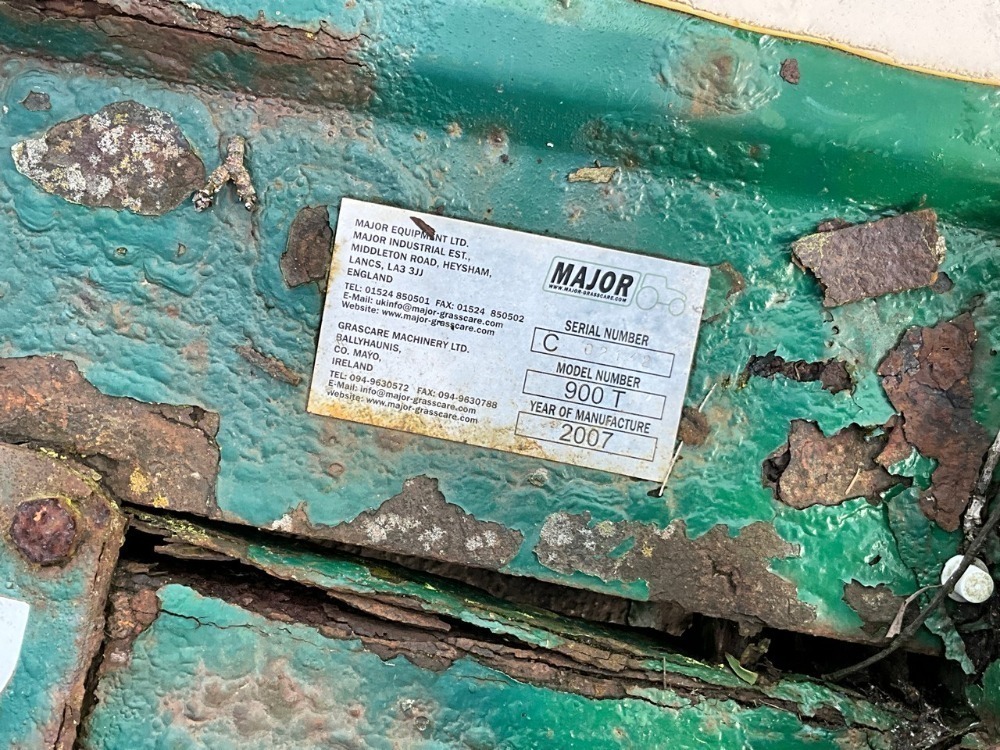 MAJOR EQUIPMENT LTD.
MAJOR INDUSTRIAL EST.,
MIDDLETON ROAD, HEYSHAM,
LANCS, LA3 3JJ
ENGLAND
TEL: 01524 850501 FAX: 01524 850502
E-Mail: ukinfo@major-grasscare.com
Website: www.major-grasscare.com
GRASCARE MACHINERY LTD.
BALLYHAUNIS,
CO. MAYO,
IRELAND
TEL: 094-9630572 FAX: 094-9630788
E-Mail: info@major-grasscare.com
Website: www.major-grasscare.com
MAJOR
WWW.MAJOR-GRASSCARE.COM
SERIAL NUMBER
C
MODEL NUMBER
900 T
YEAR OF MANUFACTURE
2007